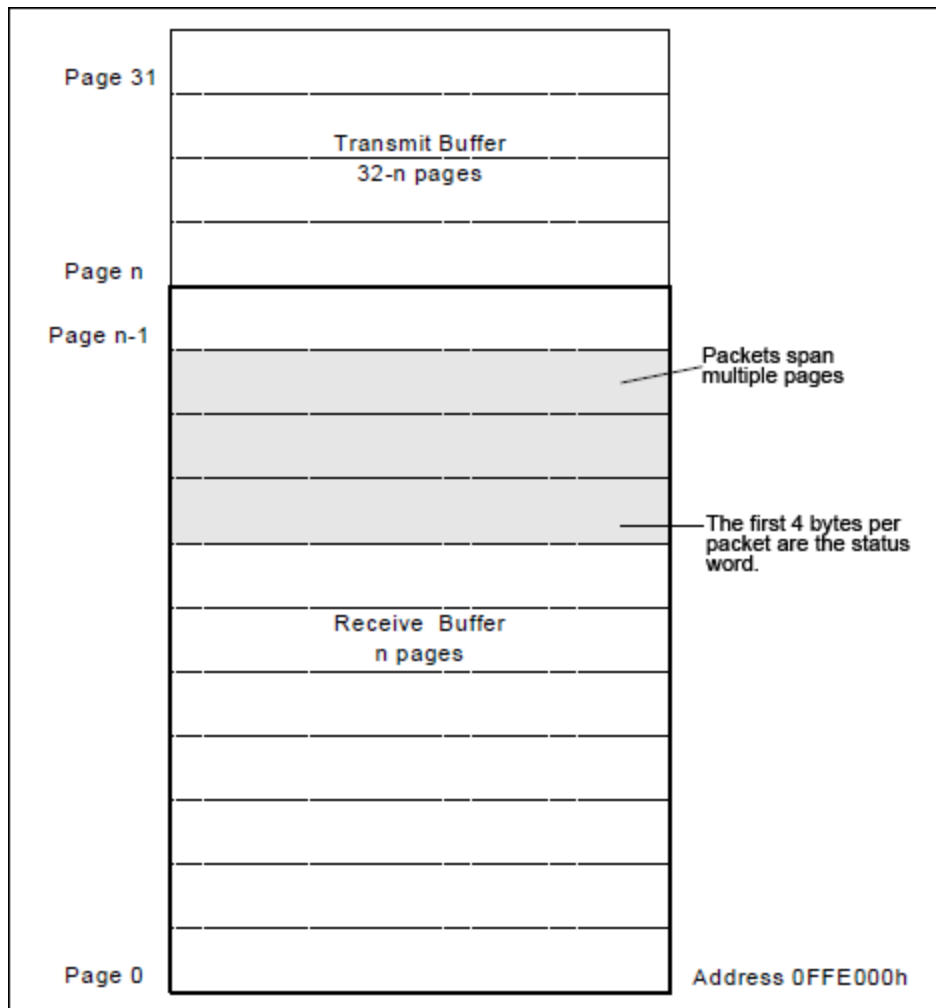 Page 31
Transmit Buffer
32-n pages
Page n
Page n-1
Packets span
multiple pages
The first 4 bytes per
packet are the status
word.
Receive Buffer
n pages
Page 0
Address 0FFE000h